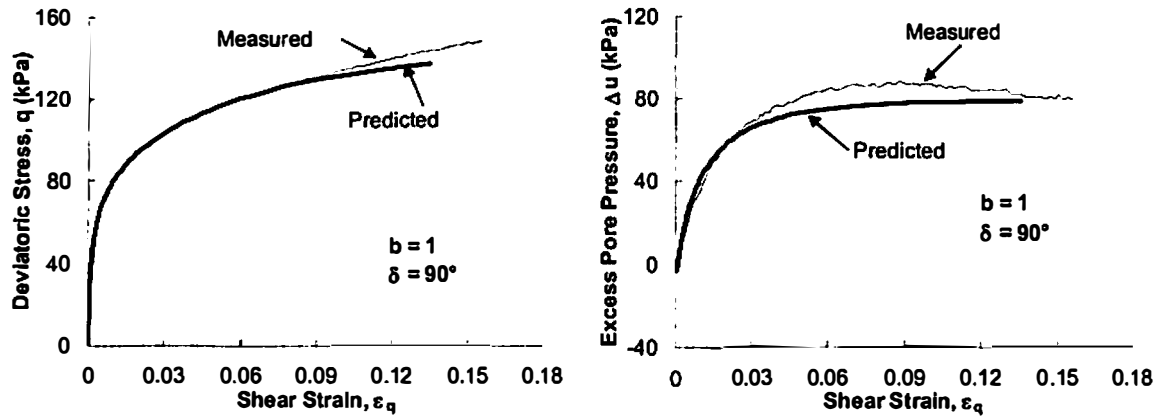 Deviatoric Stress, q (kPa)
160
120
80
40
0
Measured
Predicted
b = 1
δ = 90°
0 0.03 0.06 0.09 0.12 0.15 0.18
Shear Strain, εq
Excess Pore Pressure, Δu (kPa)
120
80
40
0
-40
Measured
Predicted
b = 1
δ = 90°
0 0.03 0.06 0.09 0.12 0.15 0.18
Shear Strain, εq